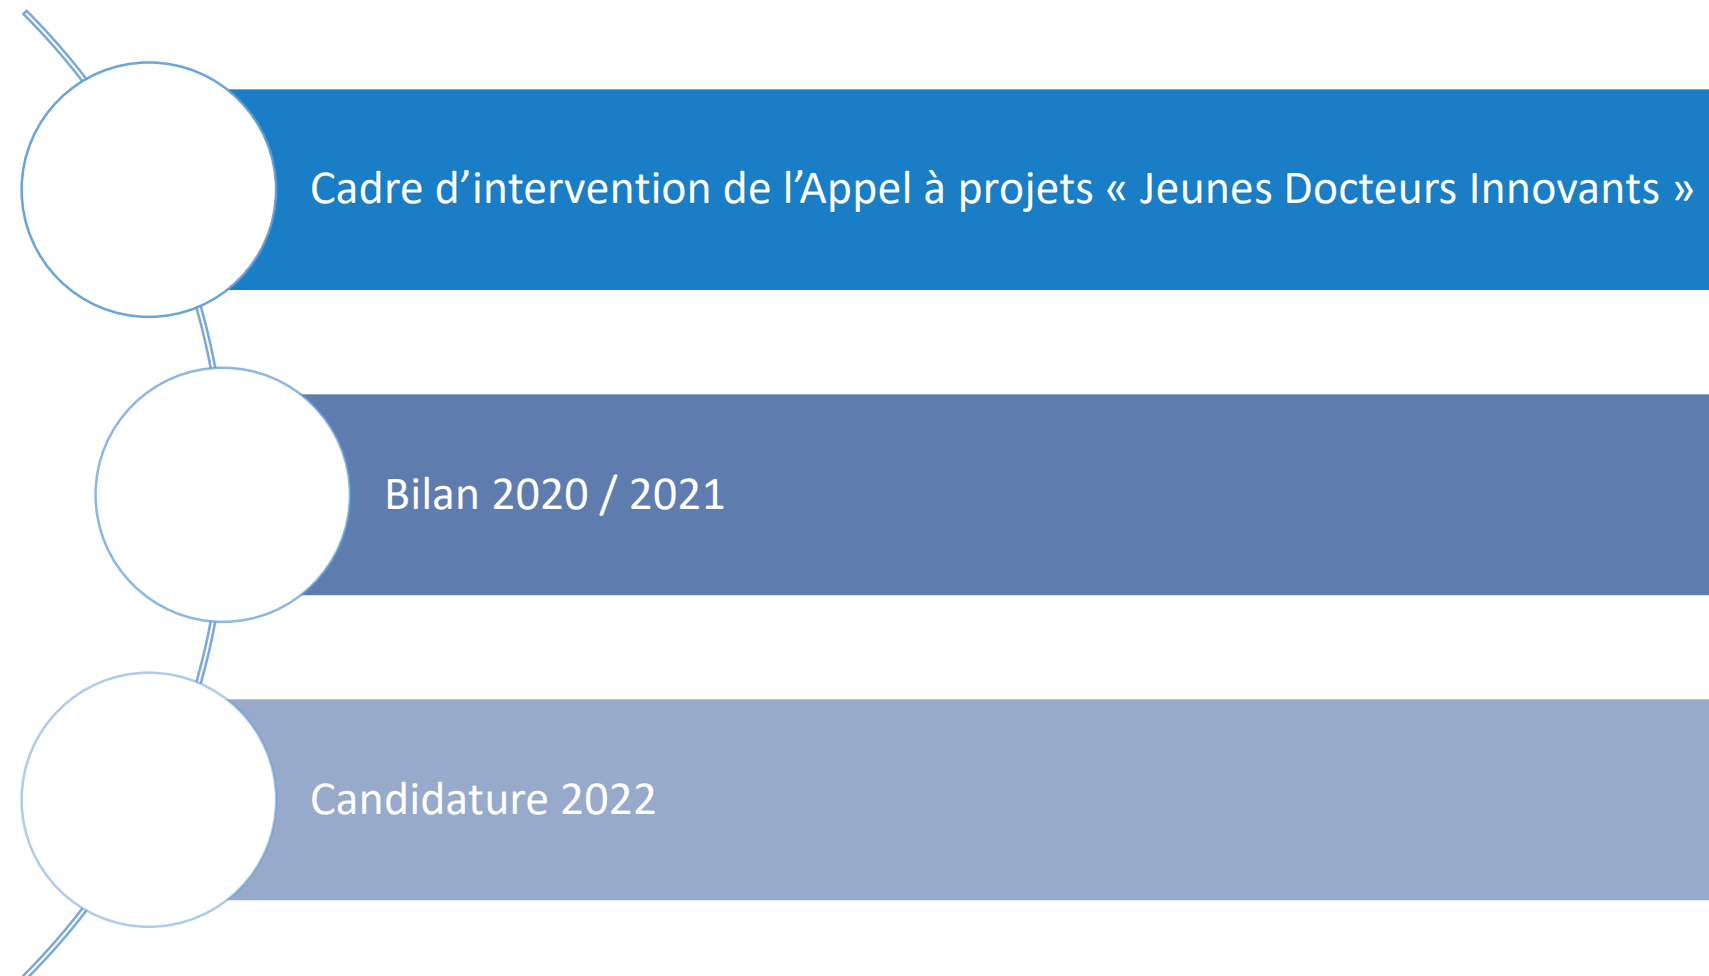 Cadre d’intervention de l’Appel à projets « Jeunes Docteurs Innovants »
Bilan 2020 / 2021
Candidature 2022